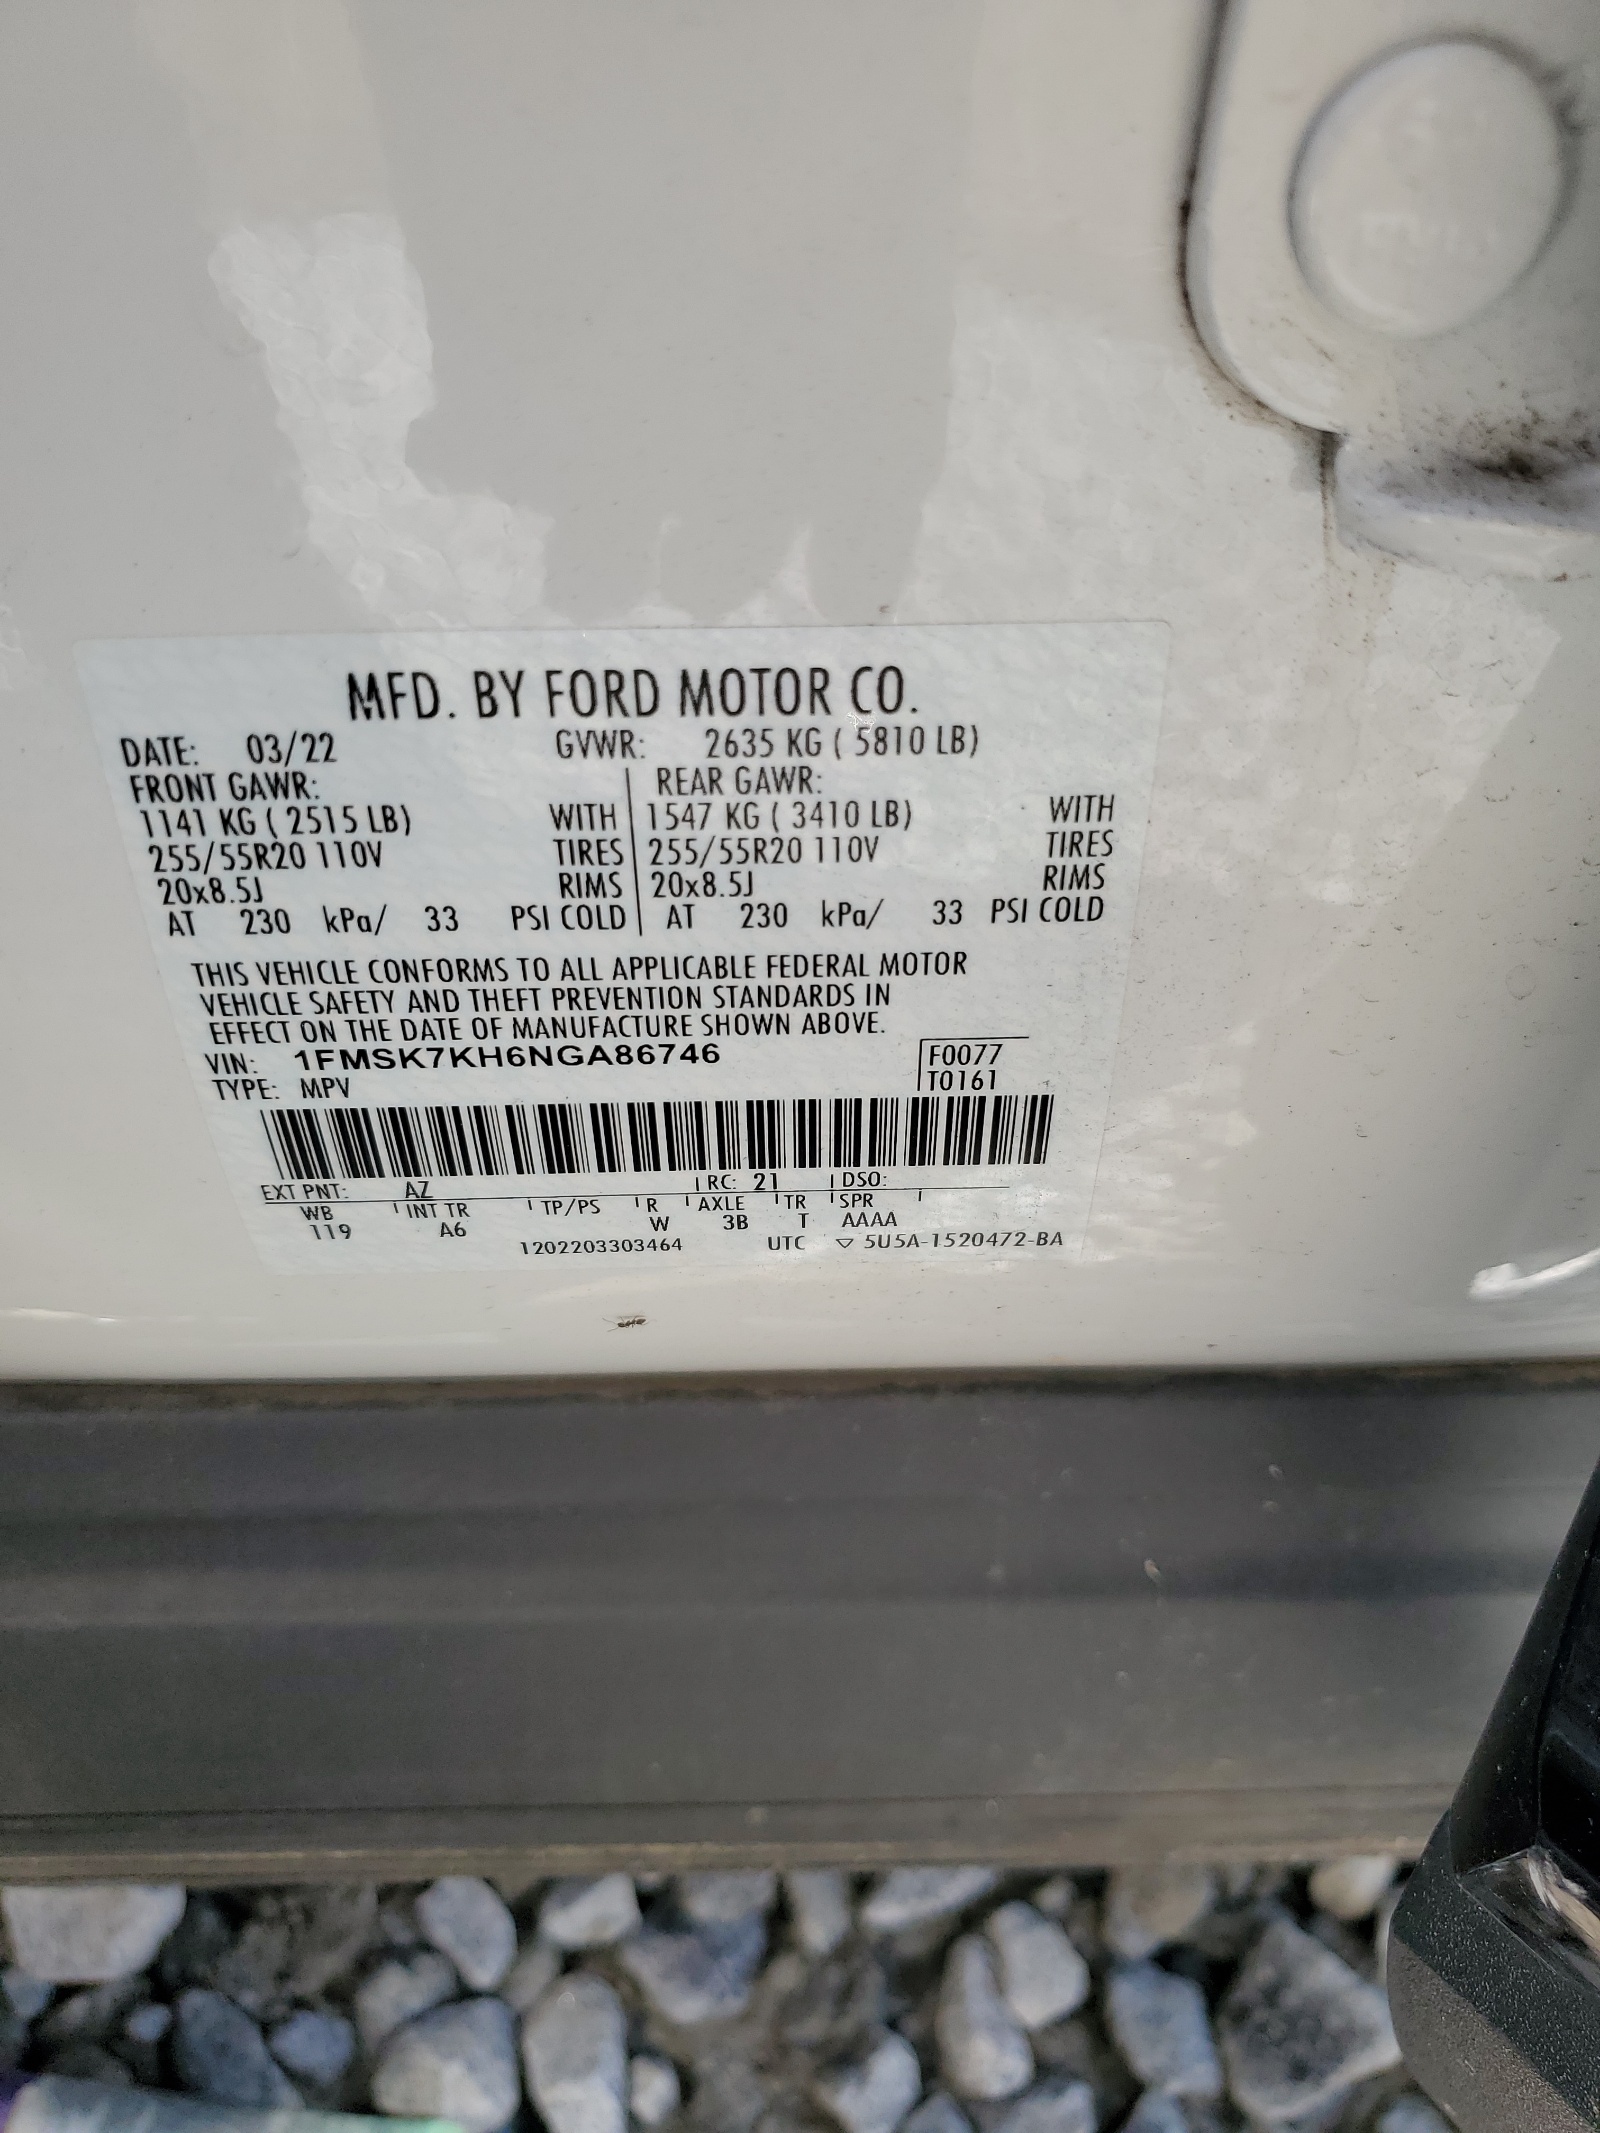 MFD. BY FORD MOTOR CO.
DATE: 03/22 GVWR: 2635 KG ( 5810 LB)
FRONT GAWR: REAR GAWR:
1141 KG ( 2515 LB) WITH 1547 KG ( 3410 LB) WITH
255/55R20 110V TIRES 255/55R20 110V TIRES
20x8.5J RIMS 20x8.5J RIMS
AT 230 kPa/ 33 PSI COLD AT 230 kPa/ 33 PSI COLD
THIS VEHICLE CONFORMS TO ALL APPLICABLE FEDERAL MOTOR
VEHICLE SAFETY AND THEFT PREVENTION STANDARDS IN
EFFECT ON THE DATE OF MANUFACTURE SHOWN ABOVE.
VIN: 1FMSK7KH6NGA86746 F0077
TYPE: MPV T0161
EXT PNT: AZ RC: 21 DSO:
WB INT TR TP/PS R AXLE TR SPR
119 A6 W 3B T AAAA
1202203303464 UTC ▽ 5U5A-1520472-BA